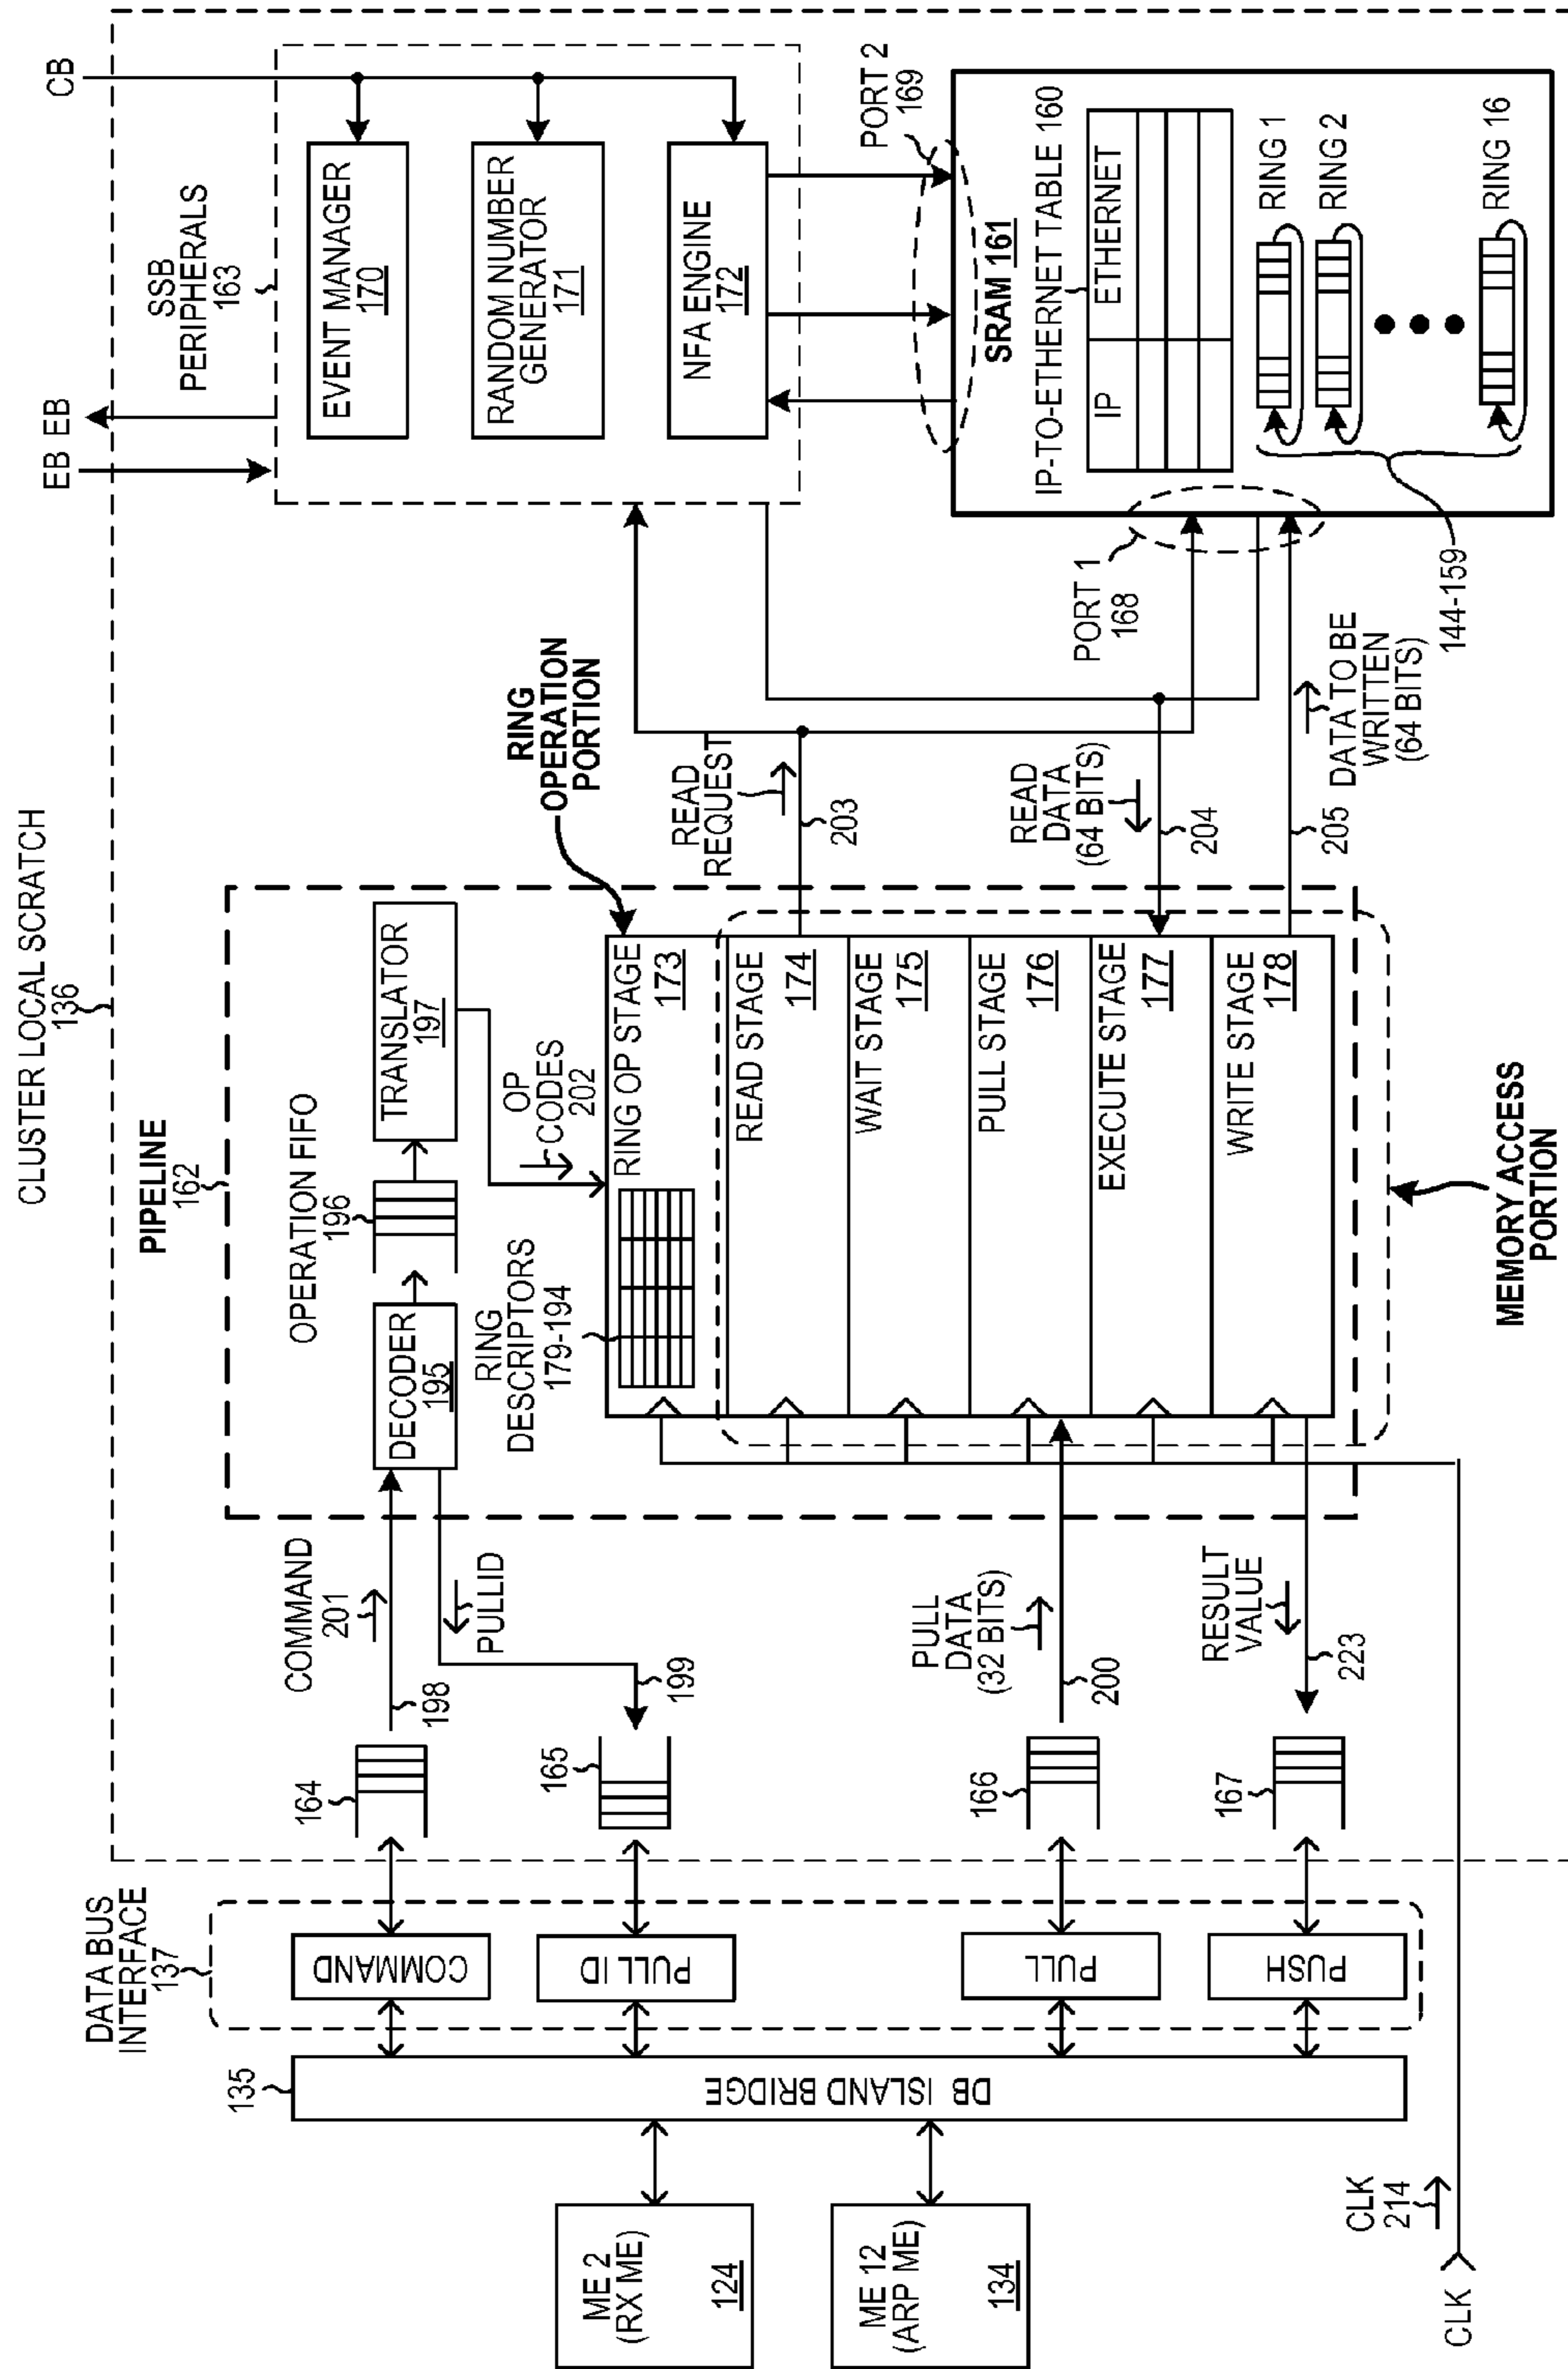 CLUSTER LOCAL SCRATCH
136
CB
EB
EB
SSB
PERIPHERALS
163
EVENT MANAGER
170
RANDOM NUMBER
GENERATOR
171
NFA ENGINE
172
PORT 2
169
SRAM 161
IP-TO-ETHERNET TABLE 160
IP
ETHERNET
RING 1
RING 2
RING 16
144-159
PORT 1
168
PIPELINE
162
OPERATION FIFO
196
DECODER
195
TRANSLATOR
197
OP
CODES
202
RING
DESCRIPTORS
179-194
RING
OPERATION
PORTION
RING OP STAGE
173
READ STAGE
174
WAIT STAGE
175
PULL STAGE
176
EXECUTE STAGE
177
WRITE STAGE
178
MEMORY ACCESS
PORTION
READ
REQUEST
203
READ
DATA
(64 BITS)
204
DATA TO BE
WRITTEN
(64 BITS)
205
COMMAND
201
198
PULLID
199
PULL
DATA
(32 BITS)
200
RESULT
VALUE
223
164
165
166
167
DATA BUS
INTERFACE
137
COMMAND
PULL ID
PULL
PUSH
135
DB ISLAND BRIDGE
ME 2
(RX ME)
124
ME 12
(ARP ME)
134
CLK
214
CLK